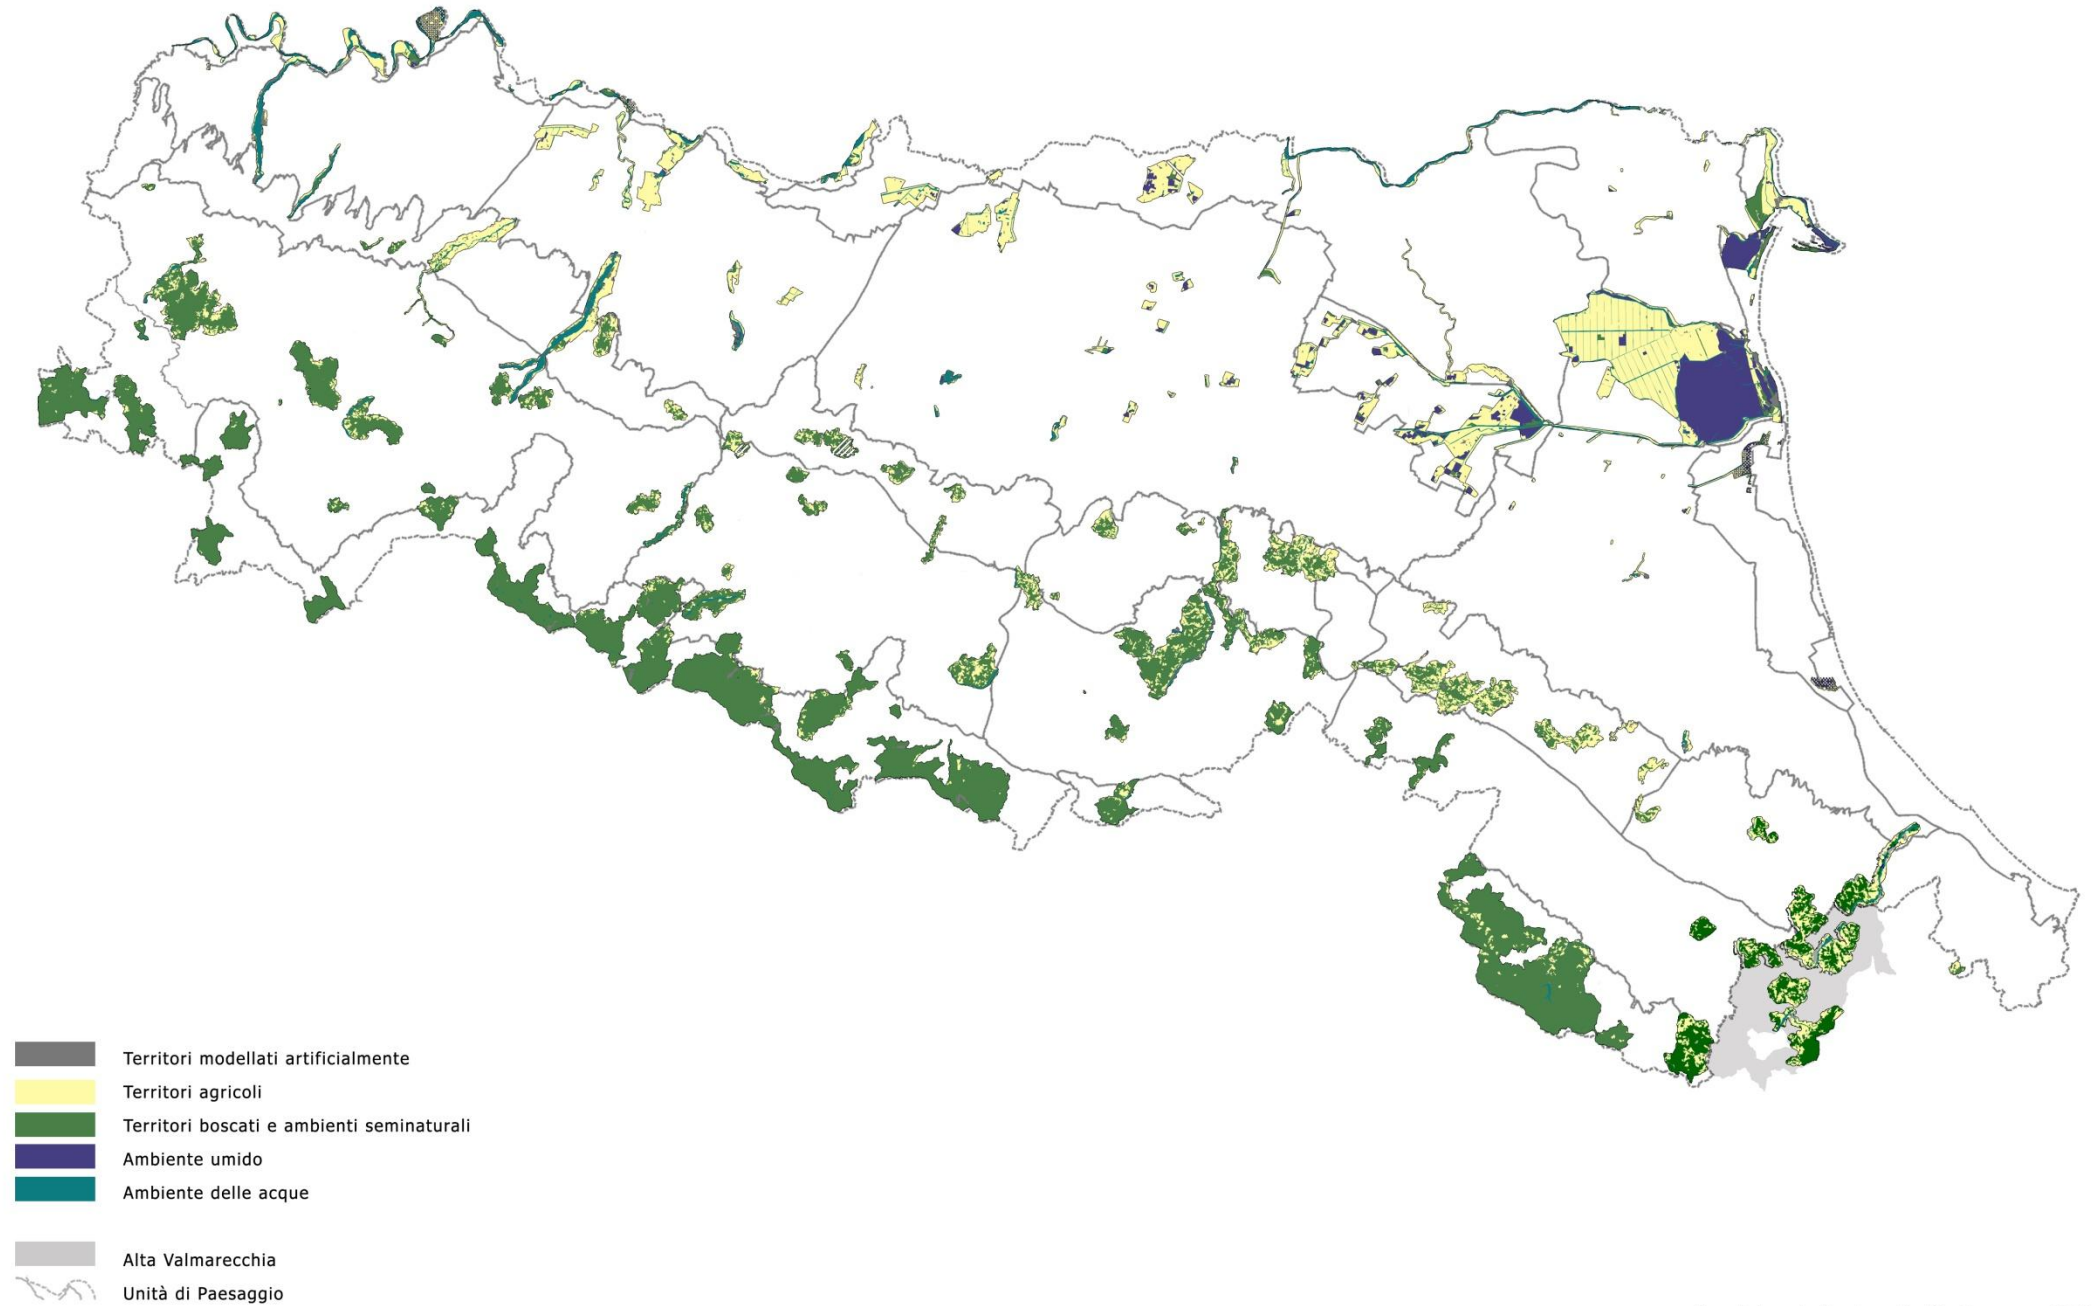 Territori modellati artificialmente
Territori agricoli
Territori boscati e ambienti seminaturali
Ambiente umido
Ambiente delle acque
Alta Valmarecchia
Unità di Paesaggio